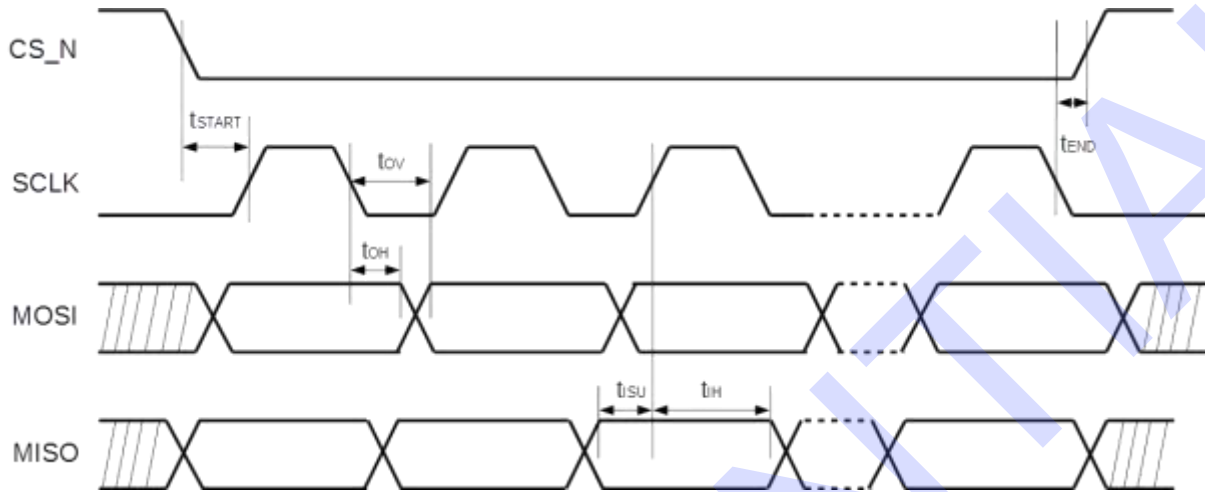 CS_N
tSTART
tEND
SCLK
tOV
tOH
MOSI
tISU
tIH
MISO